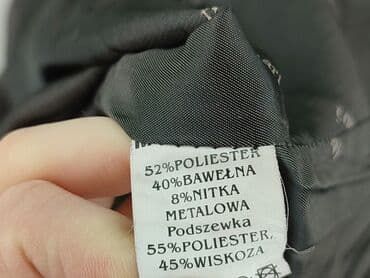 52%POLIESTER
40%BAWEŁNA
8%NITKA
METALOWA
Podszewka
55%POLIESTER,
45%WISKOZA